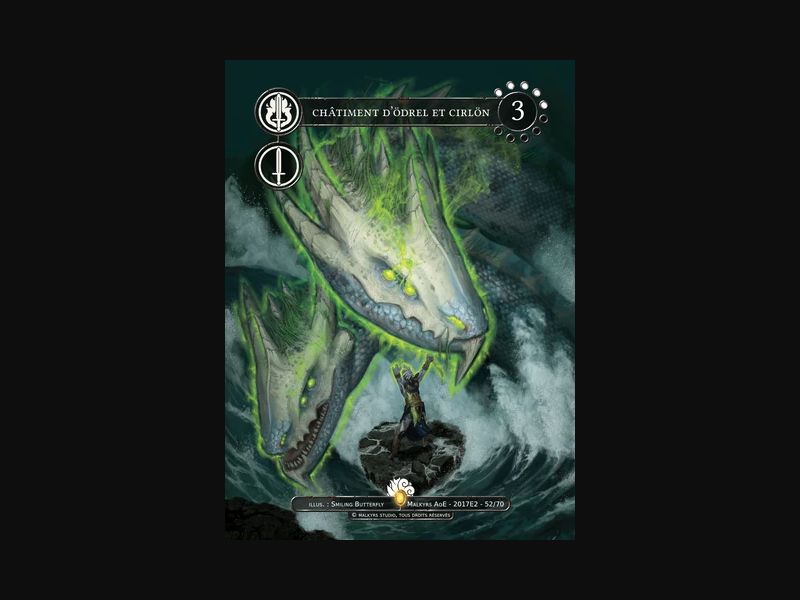 CHÂTIMENT D'ÖDREL ET CIRLÖN
3
ILLUS. : SMILING BUTTERFLY
MALKYRS AOE - 2017E2 - 52/70
© MALKYRS STUDIO, TOUS DROITS RÉSERVÉS